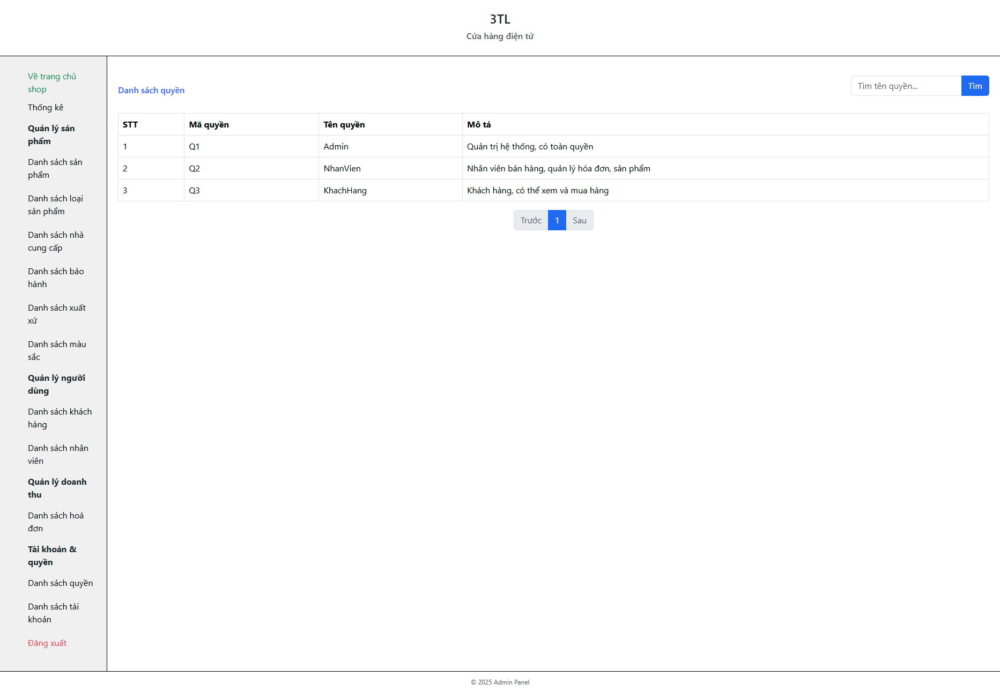 3TL
Cửa hàng điện tử
Về trang chủ
shop
Thống kê
Quản lý sản
phẩm
Danh sách sản
phẩm
Danh sách loại
sản phẩm
Danh sách nhà
cung cấp
Danh sách bảo
hành
Danh sách xuất
xứ
Danh sách màu
sắc
Quản lý người
dùng
Danh sách khách
hàng
Danh sách nhân
viên
Quản lý doanh
thu
Danh sách hoá
đơn
Tài khoản &
quyền
Danh sách quyền
Danh sách tài
khoản
Đăng xuất
Danh sách quyền
Tìm tên quyền... Tìm
STT Mã quyền Tên quyền Mô tả
1 Q1 Admin Quản trị hệ thống, có toàn quyền
2 Q2 NhanVien Nhân viên bán hàng, quản lý hóa đơn, sản phẩm
3 Q3 KhachHang Khách hàng, có thể xem và mua hàng
Trước 1 Sau
© 2025 Admin Panel